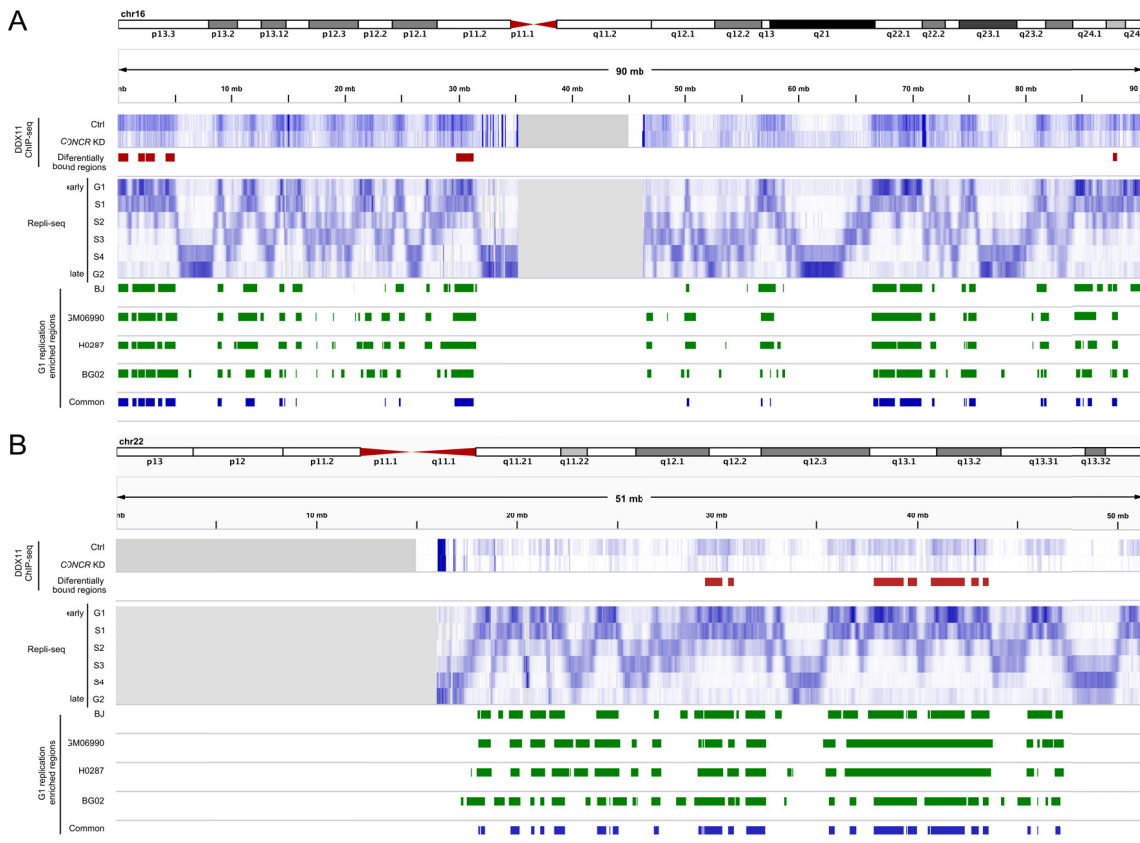 A
chr16
p13.3 p13.2 p13.12 p12.3 p12.2 p12.1 p11.2 p11.1 q11.2 q12.1 q12.2 q13 q21 q22.1 q22.2 q23.1 q23.2 q24.1 q24
90 mb
mb 10 mb 20 mb 30 mb 40 mb 50 mb 60 mb 70 mb 80 mb 90
DDX11
ChIP-seq
Ctrl
CONCR KD
Diferentially
bound regions
Repli-seq
early G1
S1
S2
S3
S4
late G2
G1 replication
enriched regions
BJ
GM06990
H0287
BG02
Common
B
chr22
p13 p12 p11.2 p11.1 q11.1 q11.21 q11.22 q12.1 q12.2 q12.3 q13.1 q13.2 q13.31 q13.32
51 mb
mb 10 mb 20 mb 30 mb 40 mb 50 mb
DDX11
ChIP-seq
Ctrl
CONCR KD
Diferentially
bound regions
Repli-seq
early G1
S1
S2
S3
S4
late G2
G1 replication
enriched regions
BJ
GM06990
H0287
BG02
Common